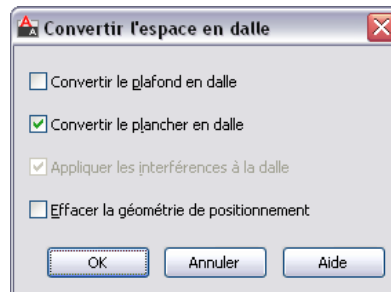 Convertir l'espace en dalle
Convertir le plafond en dalle
Convertir le plancher en dalle
Appliquer les interférences à la dalle
Effacer la géométrie de positionnement
OK Annuler Aide